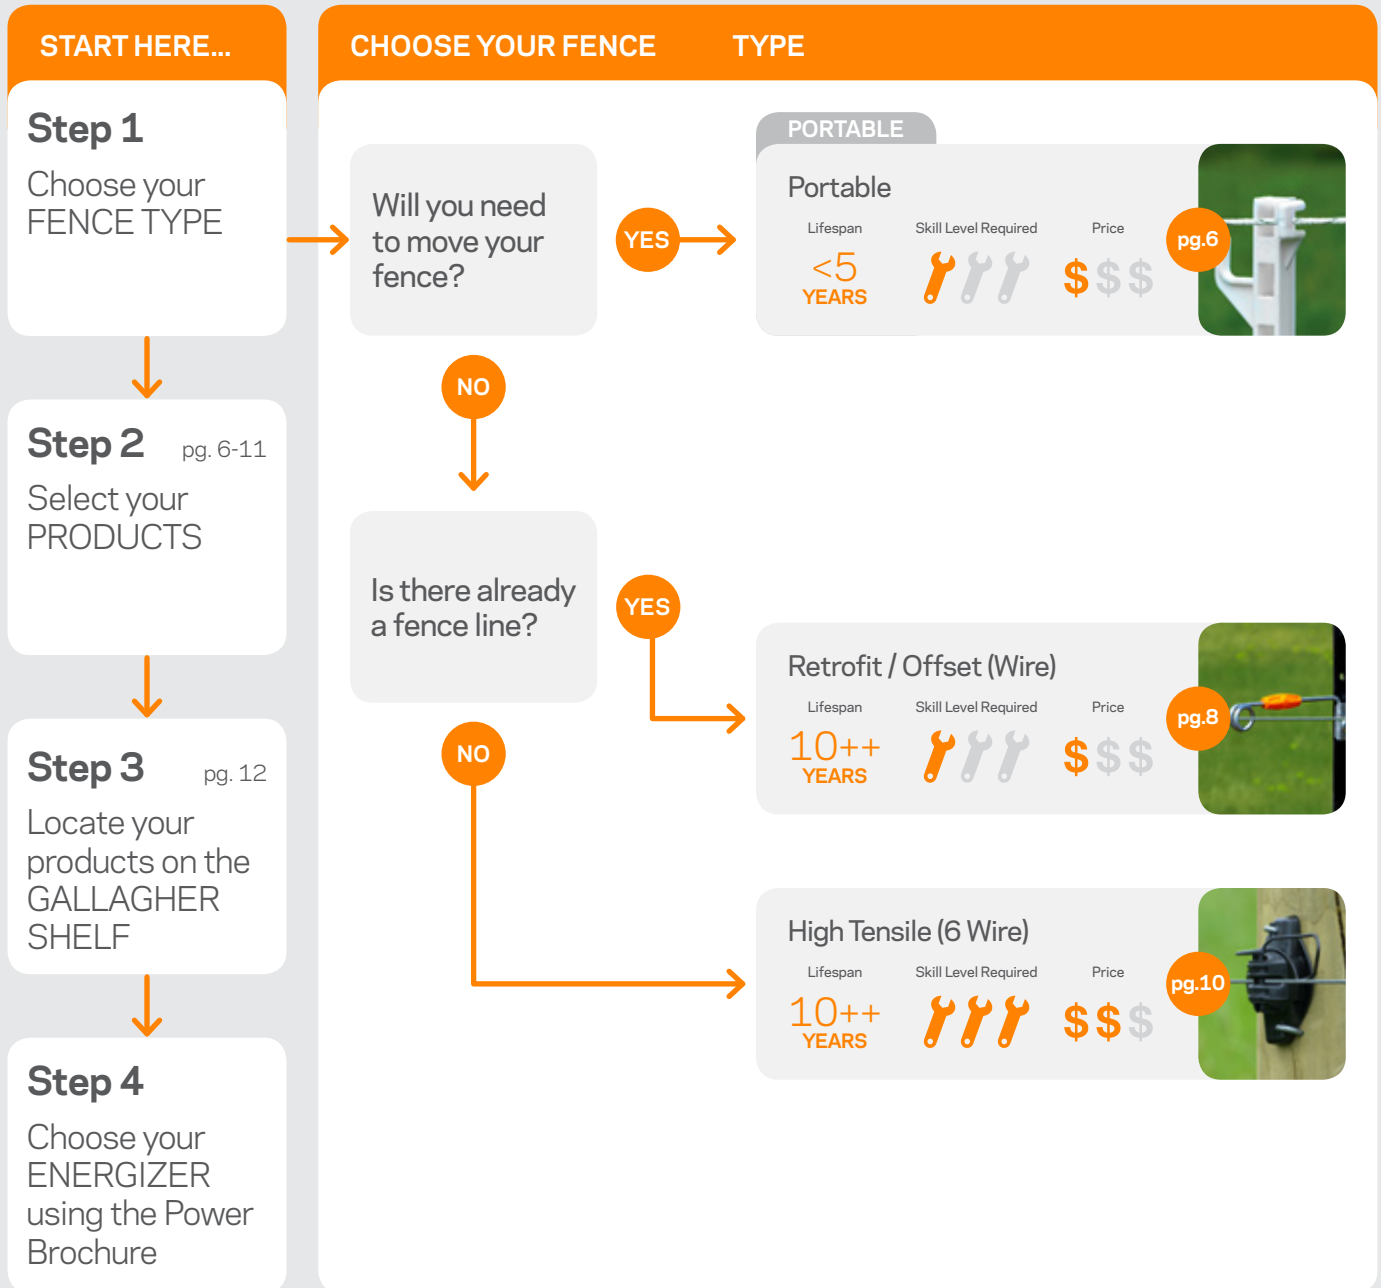 START HERE...
Step 1
Choose your
FENCE TYPE
Step 2 pg. 6-11
Select your
PRODUCTS
Step 3 pg. 12
Locate your
products on the
GALLAGHER
SHELF
Step 4
Choose your
ENERGIZER
using the Power
Brochure
CHOOSE YOUR FENCE TYPE
Will you need
to move your
fence?
YES
PORTABLE
Portable
Lifespan Skill Level Required Price
<5
YEARS
$$$
pg.6
NO
Is there already
a fence line?
YES
Retrofit / Offset (Wire)
Lifespan Skill Level Required Price
10++
YEARS
$$$
pg.8
NO
High Tensile (6 Wire)
Lifespan Skill Level Required Price
10++
YEARS
$$$
pg.10